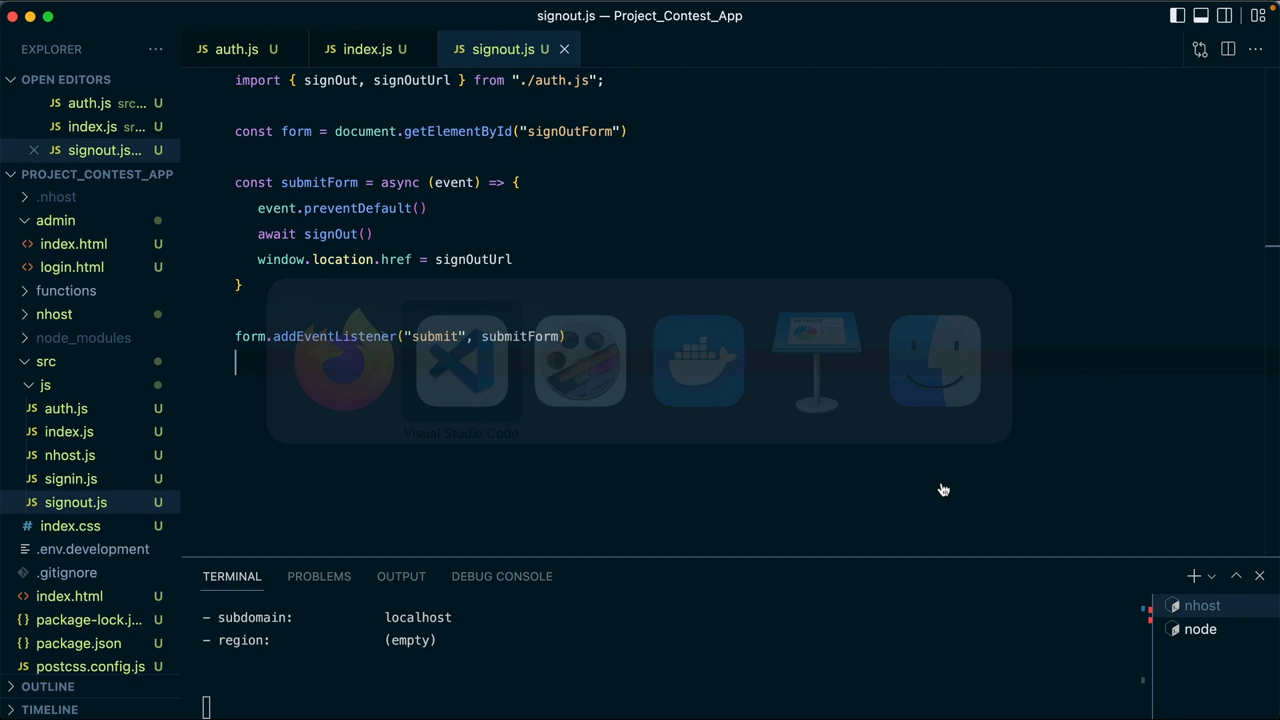 signout.js — Project_Contest_App
EXPLORER
OPEN EDITORS
JS auth.js src... U
JS index.js sr... U
JS signout.js... U
PROJECT_CONTEST_APP
.nhost
admin
<> index.html U
<> login.html U
functions
nhost
node_modules
src
js
JS auth.js U
JS index.js U
JS nhost.js U
JS signin.js U
JS signout.js U
# index.css U
.env.development
.gitignore
<> index.html U
{} package-lock.j... U
{} package.json U
JS postcss.config.js U
OUTLINE
TIMELINE
JS auth.js U
JS index.js U
JS signout.js U
import { signOut, signOutUrl } from "./auth.js";
const form = document.getElementById("signOutForm")
const submitForm = async (event) => {
event.preventDefault()
await signOut()
window.location.href = signOutUrl
}
form.addEventListener("submit", submitForm)
Visual Studio Code
TERMINAL PROBLEMS OUTPUT DEBUG CONSOLE
- subdomain: localhost
- region: (empty)
nhost
node